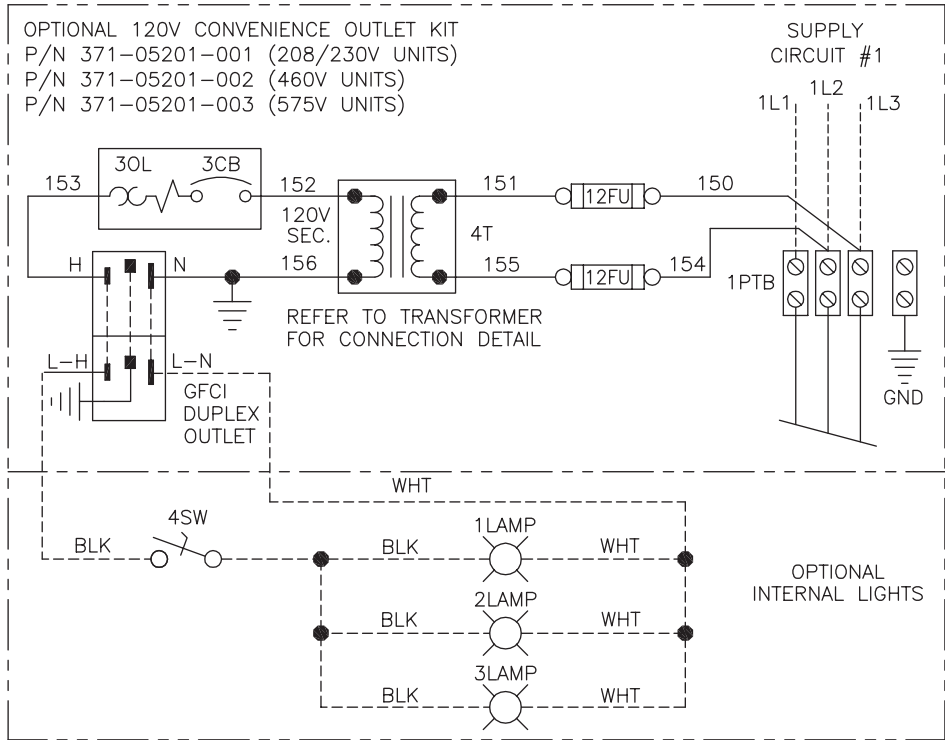 OPTIONAL 120V CONVENIENCE OUTLET KIT
P/N 371-05201-001 (208/230V UNITS)
P/N 371-05201-002 (460V UNITS)
P/N 371-05201-003 (575V UNITS)
SUPPLY
CIRCUIT #1
1L1
1L2
1L3
153
3OL
3CB
152
151
12FU
150
120V
SEC.
4T
H
N
156
155
12FU
154
1PTB
REFER TO TRANSFORMER
FOR CONNECTION DETAIL
L-H
L-N
GFCI
DUPLEX
OUTLET
GND
WHT
4SW
BLK
1LAMP
BLK
WHT
OPTIONAL
INTERNAL LIGHTS
2LAMP
BLK
WHT
3LAMP
BLK
WHT